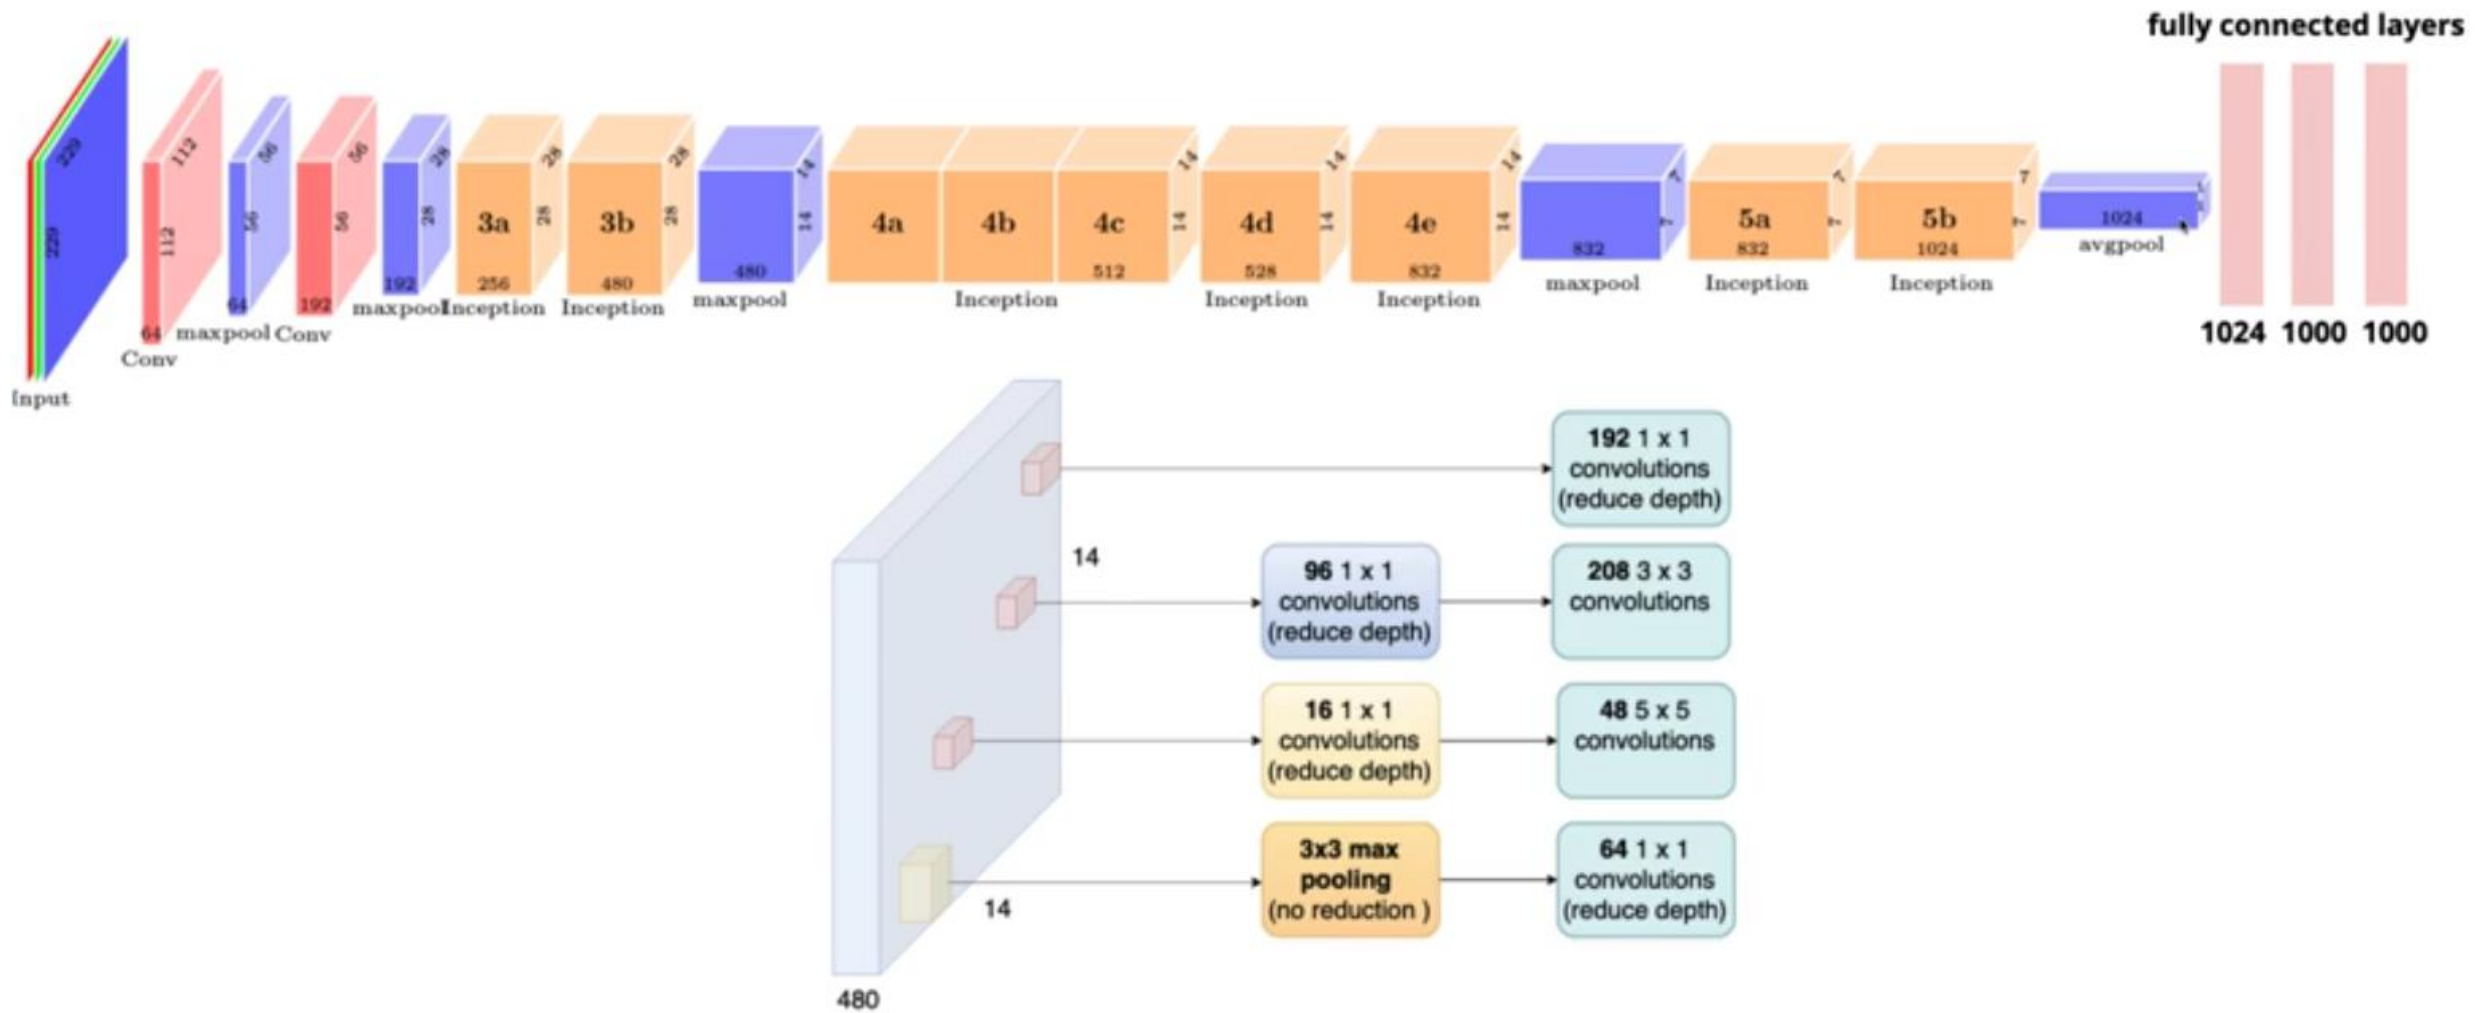 fully connected layers
229
229
Input
112
112
64
Conv
56
56
64
maxpool
56
56
192
Conv
28
28
192
maxpool
28
28
3a
256
Inception
28
28
3b
480
Inception
14
14
480
maxpool
4a
4b
4c
14
14
512
Inception
14
14
4d
528
Inception
14
14
4e
832
Inception
7
7
832
maxpool
7
7
5a
832
Inception
7
7
5b
1024
Inception
1024
avgpool
1024 1000 1000
192 1 x 1
convolutions
(reduce depth)
14
96 1 x 1
convolutions
(reduce depth)
208 3 x 3
convolutions
16 1 x 1
convolutions
(reduce depth)
48 5 x 5
convolutions
3x3 max
pooling
(no reduction )
64 1 x 1
convolutions
(reduce depth)
14
480